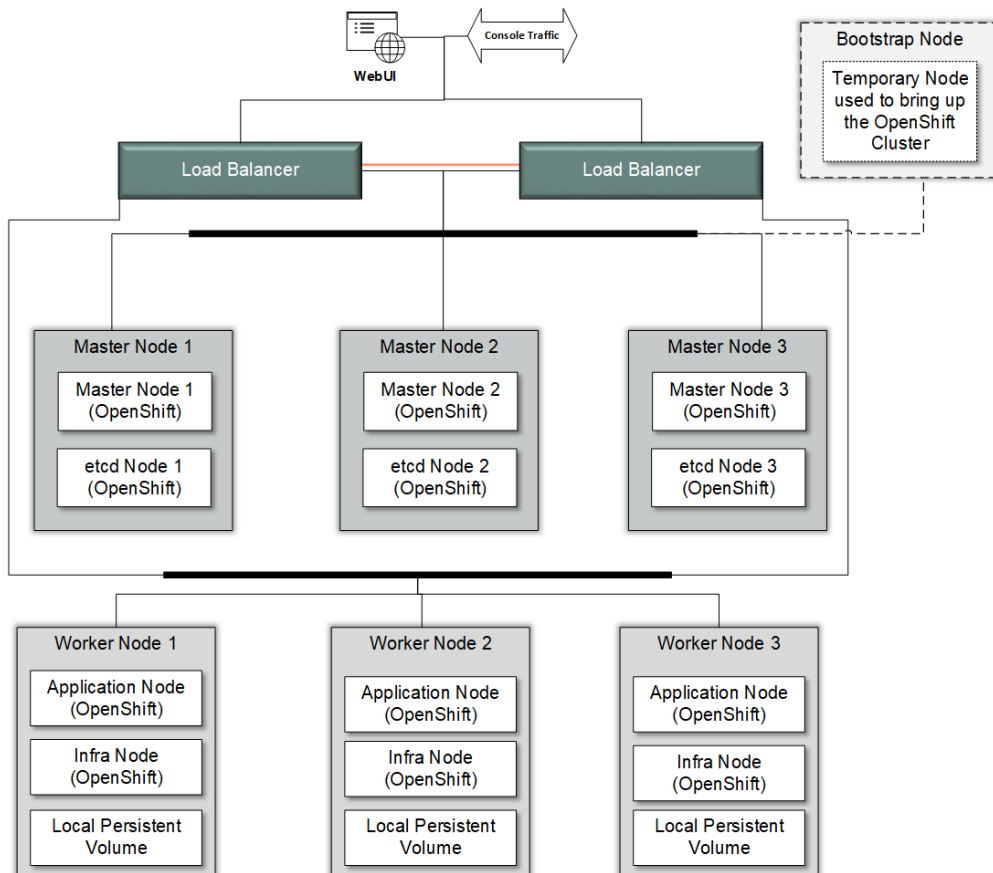 Console Traffic
WebUI
Bootstrap Node
Temporary Node
used to bring up
the OpenShift
Cluster
Load Balancer
Load Balancer
Master Node 1
Master Node 1
(OpenShift)
etcd Node 1
(OpenShift)
Master Node 2
Master Node 2
(OpenShift)
etcd Node 2
(OpenShift)
Master Node 3
Master Node 3
(OpenShift)
etcd Node 3
(OpenShift)
Worker Node 1
Application Node
(OpenShift)
Infra Node
(OpenShift)
Local Persistent
Volume
Worker Node 2
Application Node
(OpenShift)
Infra Node
(OpenShift)
Local Persistent
Volume
Worker Node 3
Application Node
(OpenShift)
Infra Node
(OpenShift)
Local Persistent
Volume